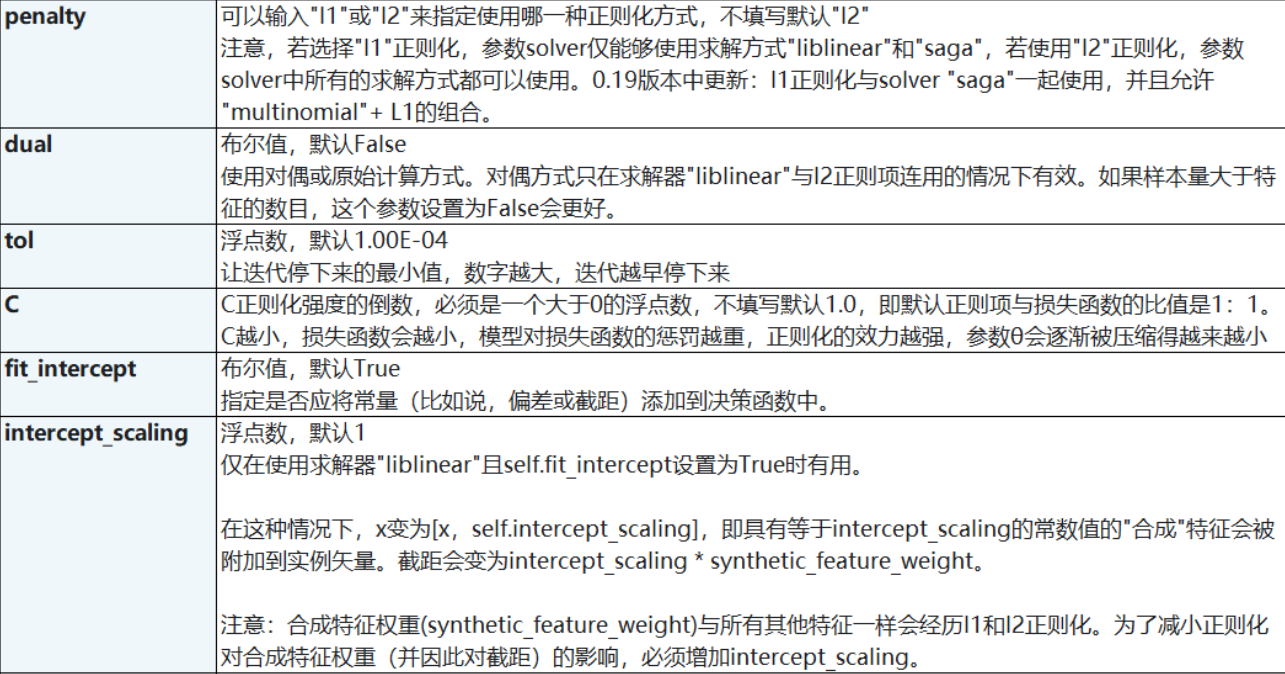 penalty
可以输入"l1"或"l2"来指定使用哪一种正则化方式，不填写默认"l2"
注意，若选择"l1"正则化，参数solver仅能够使用求解方式"liblinear"和"saga"，若使用"l2"正则化，参数
solver中所有的求解方式都可以使用。0.19版本中更新：l1正则化与solver "saga"一起使用，并且允许
"multinomial"+ L1的组合。
dual
布尔值，默认False
使用对偶或原始计算方式。对偶方式只在求解器"liblinear"与l2正则项连用的情况下有效。如果样本量大于特
征的数目，这个参数设置为False会更好。
tol
浮点数，默认1.00E-04
让迭代停下来的最小值，数字越大，迭代越早停下来
C
C正则化强度的倒数，必须是一个大于0的浮点数，不填写默认1.0，即默认正则项与损失函数的比值是1：1。
C越小，损失函数会越小，模型对损失函数的惩罚越重，正则化的效力越强，参数θ会逐渐被压缩得越来越小
fit_intercept
布尔值，默认True
指定是否应将常量（比如说，偏差或截距）添加到决策函数中。
intercept_scaling
浮点数，默认1
仅在使用求解器"liblinear"且self.fit_intercept设置为True时有用。
在这种情况下，x变为[x，self.intercept_scaling]，即具有等于intercept_scaling的常数值的"合成"特征会被
附加到实例矢量。截距会变为intercept_scaling * synthetic_feature_weight。
注意：合成特征权重(synthetic_feature_weight)与所有其他特征一样会经历l1和l2正则化。为了减小正则化
对合成特征权重（并因此对截距）的影响，必须增加intercept_scaling。